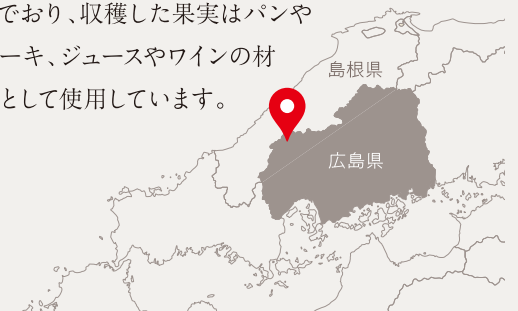 でおり、収穫した果実はパンや
ーキ、ジュースやワインの材
として使用しています。
島根県
広島県